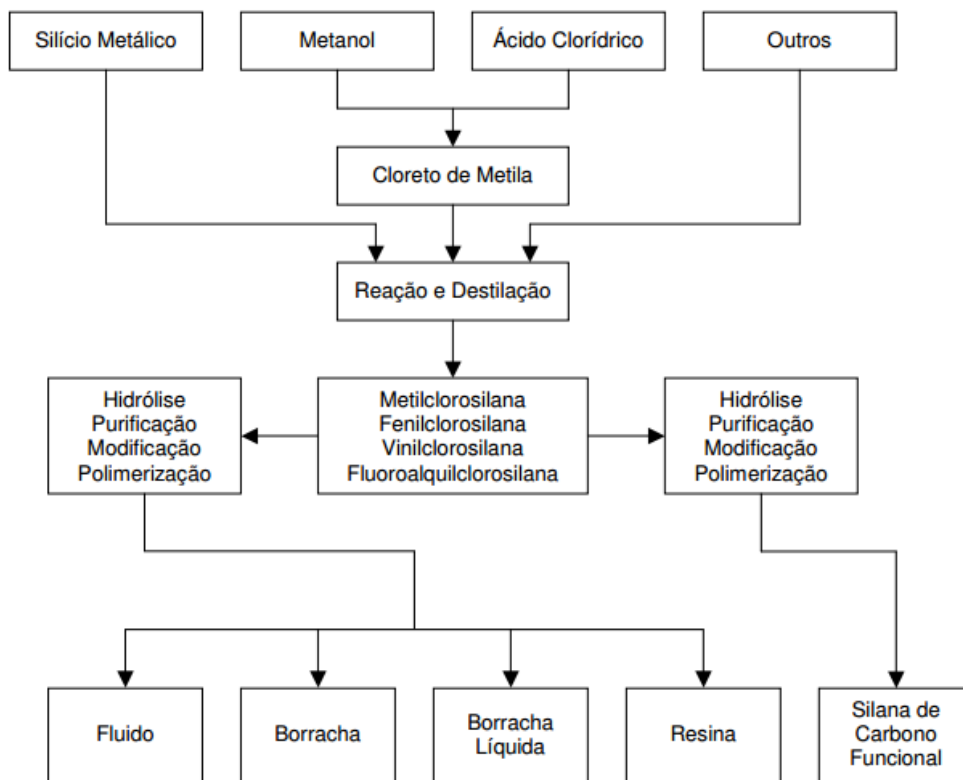 Silício Metálico
Metanol
Ácido Clorídrico
Outros
Cloreto de Metila
Reação e Destilação
Hidrólise
Purificação
Modificação
Polimerização
Metilclorosilana
Fenilclorosilana
Vinilclorosilana
Fluoroalquilclorosilana
Hidrólise
Purificação
Modificação
Polimerização
Fluido
Borracha
Borracha
Líquida
Resina
Silana de
Carbono
Funcional